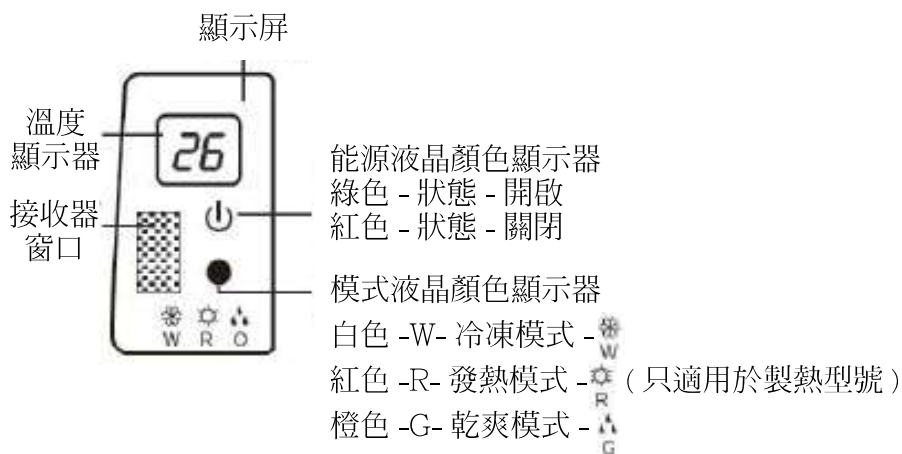 顯示屏
溫度
顯示器
26
接收器
窗口
W R O
能源液晶顏色顯示器
綠色 - 狀態 - 開啟
紅色 - 狀態 - 關閉
模式液晶顏色顯示器
白色 -W- 冷凍模式 - W
紅色 -R- 發熱模式 - R ( 只適用於製熱型號 )
橙色 -G- 乾爽模式 - G